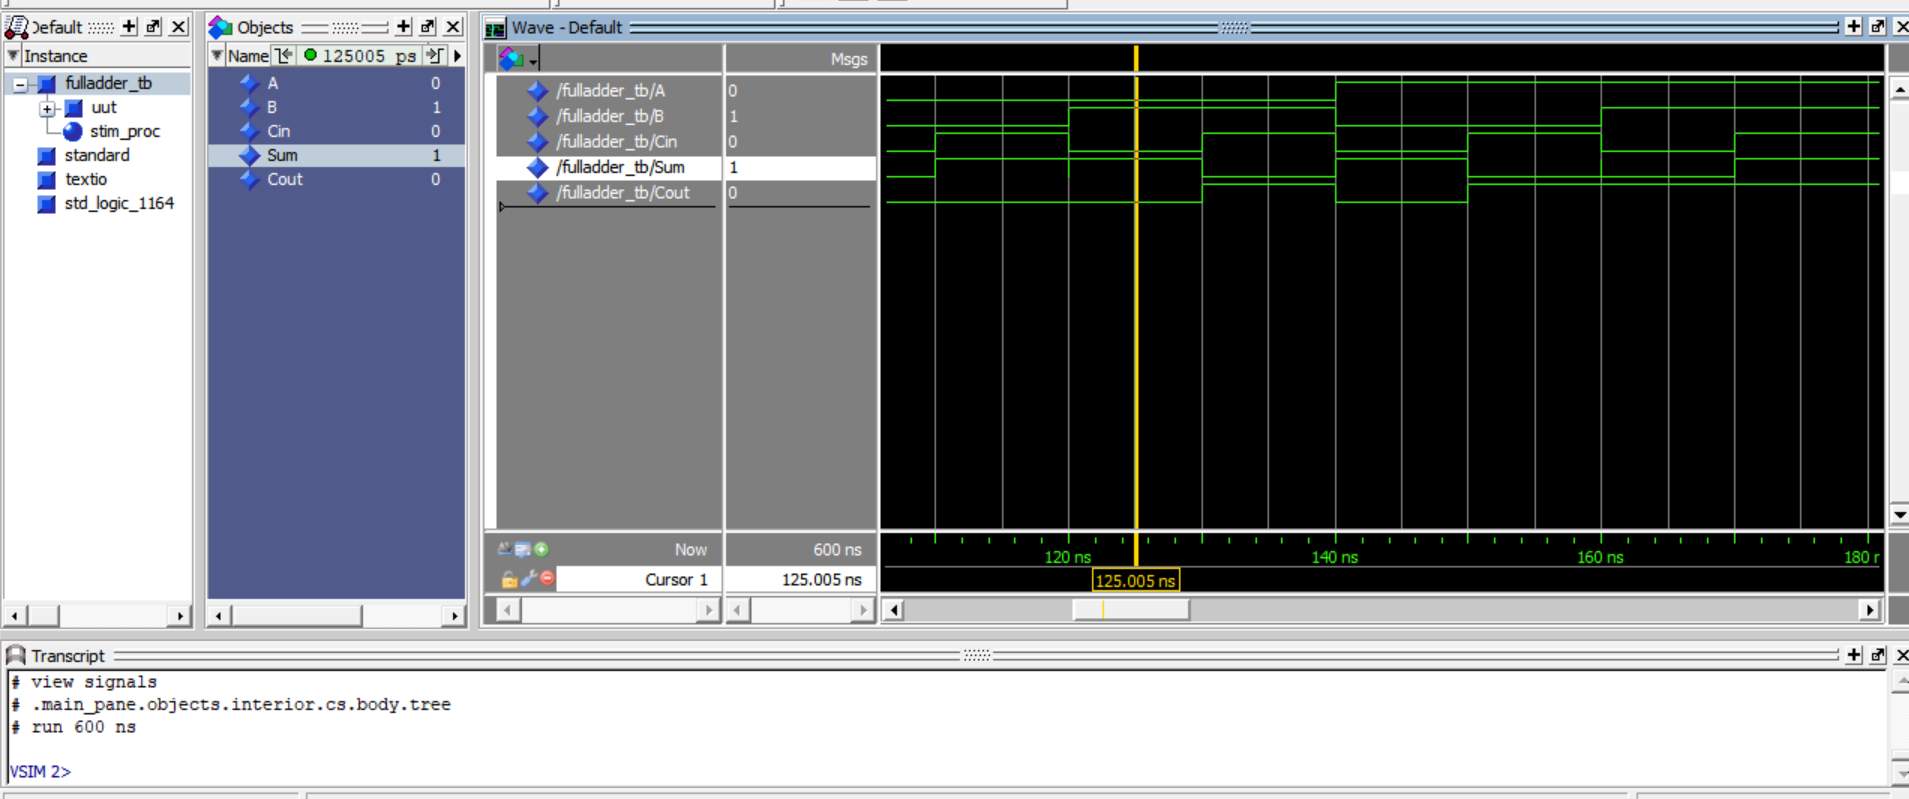 Default
Instance
fulladder_tb
uut
stim_proc
standard
textio
std_logic_1164
Objects
Name 125005 ps
A 0
B 1
Cin 0
Sum 1
Cout 0
Wave - Default
Msgs
/fulladder_tb/A 0
/fulladder_tb/B 1
/fulladder_tb/Cin 0
/fulladder_tb/Sum 1
/fulladder_tb/Cout 0
Now 600 ns
Cursor 1 125.005 ns
120 ns 140 ns 160 ns 180 n
125.005 ns
Transcript
# view signals
# .main_pane.objects.interior.cs.body.tree
# run 600 ns
VSIM 2>